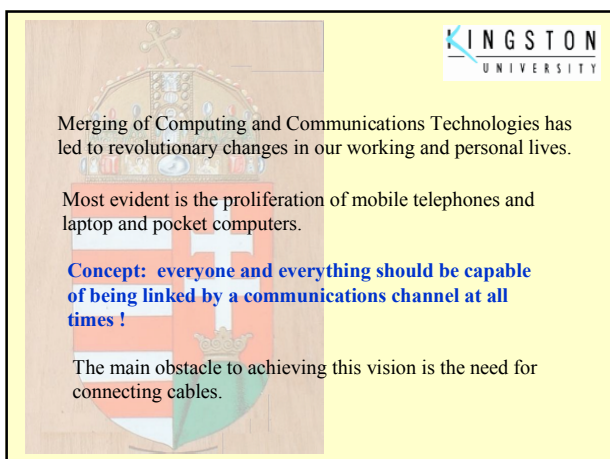 KINGSTON
UNIVERSITY
Merging of Computing and Communications Technologies has
led to revolutionary changes in our working and personal lives.
Most evident is the proliferation of mobile telephones and
laptop and pocket computers.
Concept:  everyone and everything should be capable
of being linked by a communications channel at all
times !
The main obstacle to achieving this vision is the need for
connecting cables.